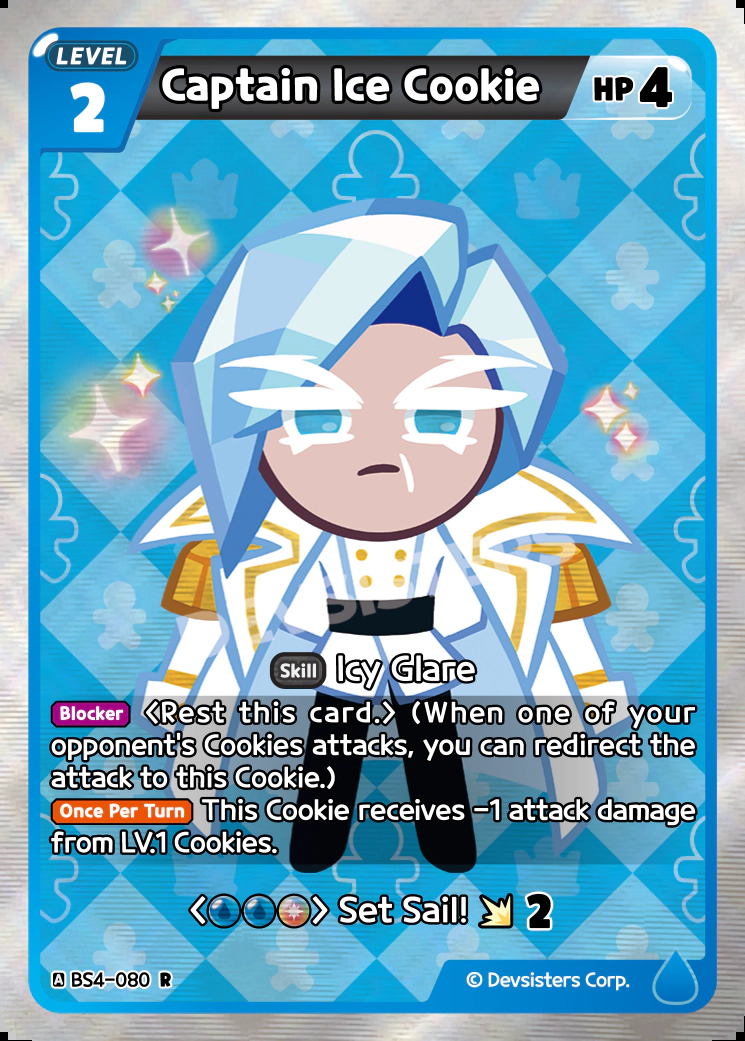 LEVEL
2
Captain Ice Cookie
HP 4
DEVSISTERS
Skill Icy Glare
Blocker <Rest this card.> (When one of your
opponent's Cookies attacks, you can redirect the
attack to this Cookie.)
Once Per Turn This Cookie receives -1 attack damage
from LV.1 Cookies.
< > Set Sail! 2
A BS4-080 R
© Devsisters Corp.